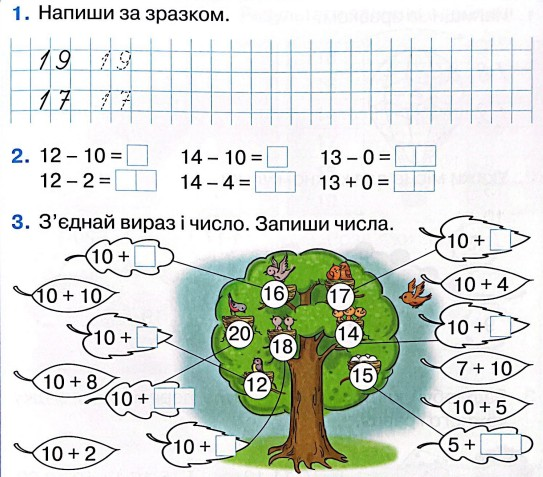 1. Напиши за зразком.
19 19
17 17
2. 12 – 10 = 14 – 10 = 13 – 0 =
12 – 2 = 14 – 4 = 13 + 0 =
3. З’єднай вираз і число. Запиши числа.
10 +
10 +
10 + 10
16
17
10 + 4
10 +
20
18
14
10 +
10 + 8
12
15
7 + 10
10 +
10 + 5
10 + 2
10 +
5 +